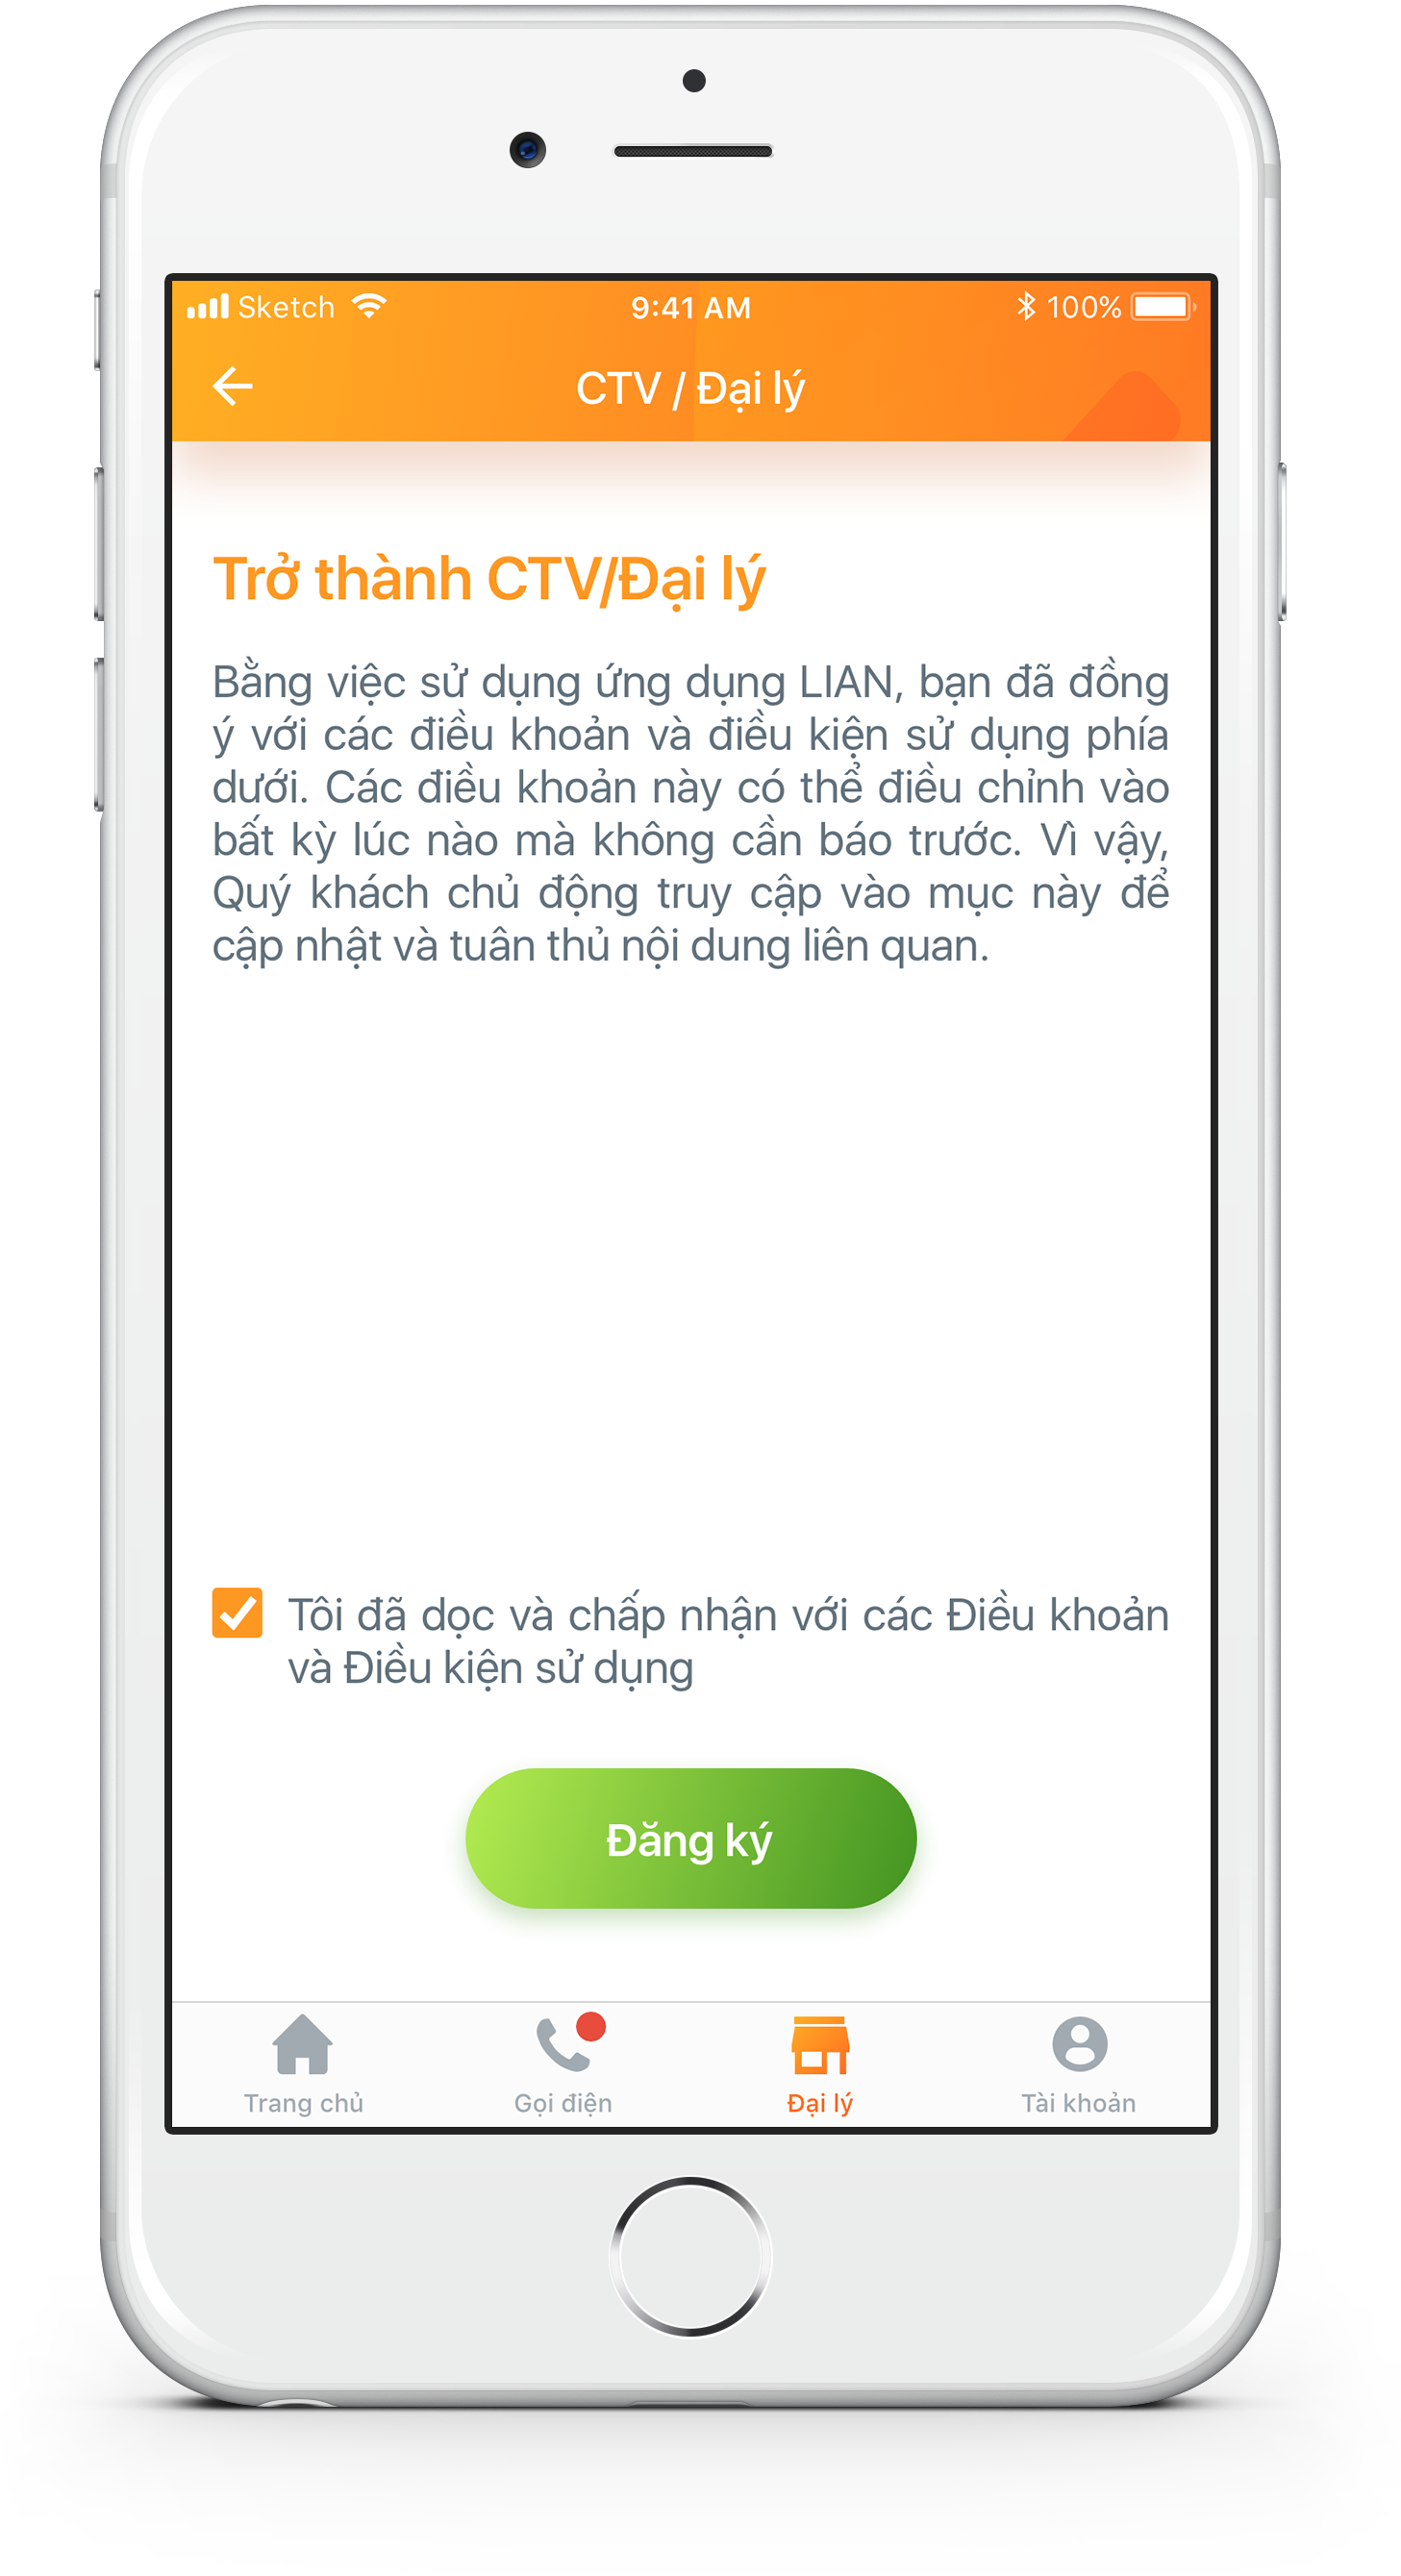 Sketch 9:41 AM 100%
CTV / Đại lý
Trở thành CTV/Đại lý
Bằng việc sử dụng ứng dụng LIAN, bạn đã đồng
ý với các điều khoản và điều kiện sử dụng phía
dưới. Các điều khoản này có thể điều chỉnh vào
bất kỳ lúc nào mà không cần báo trước. Vì vậy,
Quý khách chủ động truy cập vào mục này để
cập nhật và tuân thủ nội dung liên quan.
Tôi đã dọc và chấp nhận với các Điều khoản
và Điều kiện sử dụng
Đăng ký
Trang chủ Gọi điện Đại lý Tài khoản